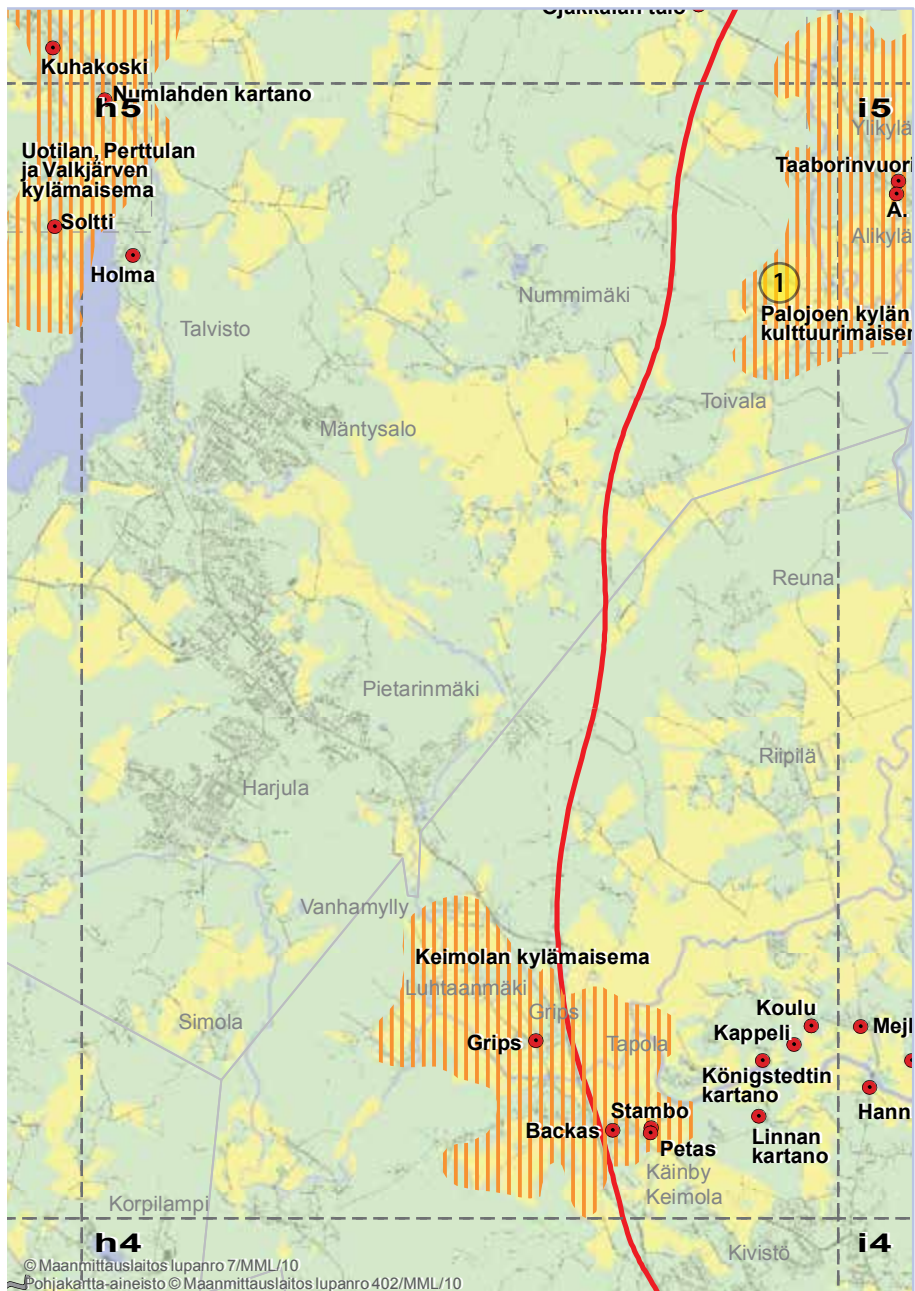 Ojakkalan talo
Kuhakoski
Numlahden kartano
h5
i5
Ylikylä
Uotilan, Perttulan
ja Valkjärven
kylämaisema
Taaborinvuori
A.
Soltti
Alikylä
Holma
1
Nummimäki
Palojoen kylän
kulttuurimaisem
Talvisto
Toivala
Mäntysalo
Reuna
Pietarinmäki
Riipilä
Harjula
Vanhamylly
Keimolan kylämaisema
Luhtaanmäki
Grips
Koulu
Simola
Mejl
Kappeli
Grips
Tapola
Königstedtin
kartano
Hann
Stambo
Backas
Linnan
kartano
Petas
Käinby
Keimola
Korpilampi
h4
i4
Kivistö
© Maanmittauslaitos lupanro 7/MML/10
Pohjakartta-aineisto © Maanmittauslaitos lupanro 402/MML/10